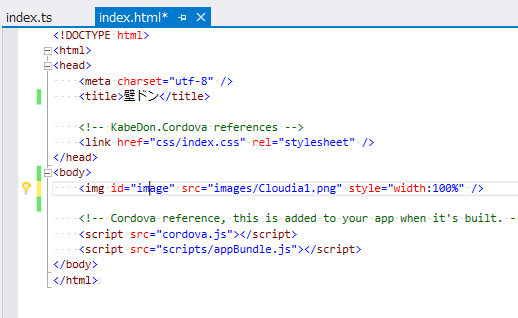 index.ts index.html*
<!DOCTYPE html>
<html>
<head>
<meta charset="utf-8" />
<title>壁ドン</title>
<!-- KabeDon.Cordova references -->
<link href="css/index.css" rel="stylesheet" />
</head>
<body>
<img id="image" src="images/Cloudia1.png" style="width:100%" />
<!-- Cordova reference, this is added to your app when it's built. -
<script src="cordova.js"></script>
<script src="scripts/appBundle.js"></script>
</body>
</html>